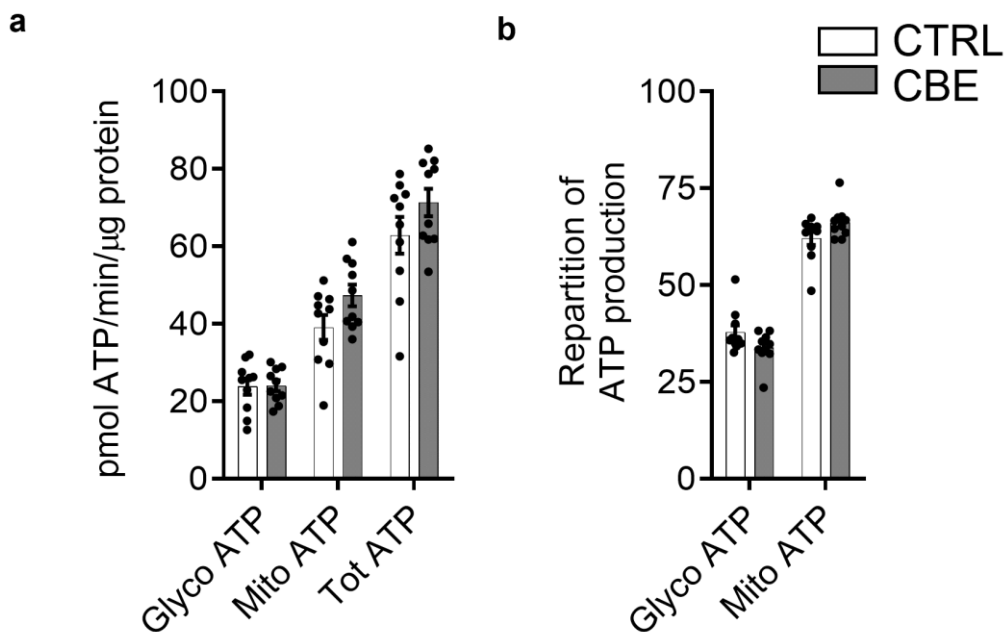 a
b
CTRL
CBE
pmol ATP/min/µg protein
100
80
60
40
20
0
Glyco ATP
Mito ATP
Tot ATP
Repartition of
ATP production
100
75
50
25
0
Glyco ATP
Mito ATP